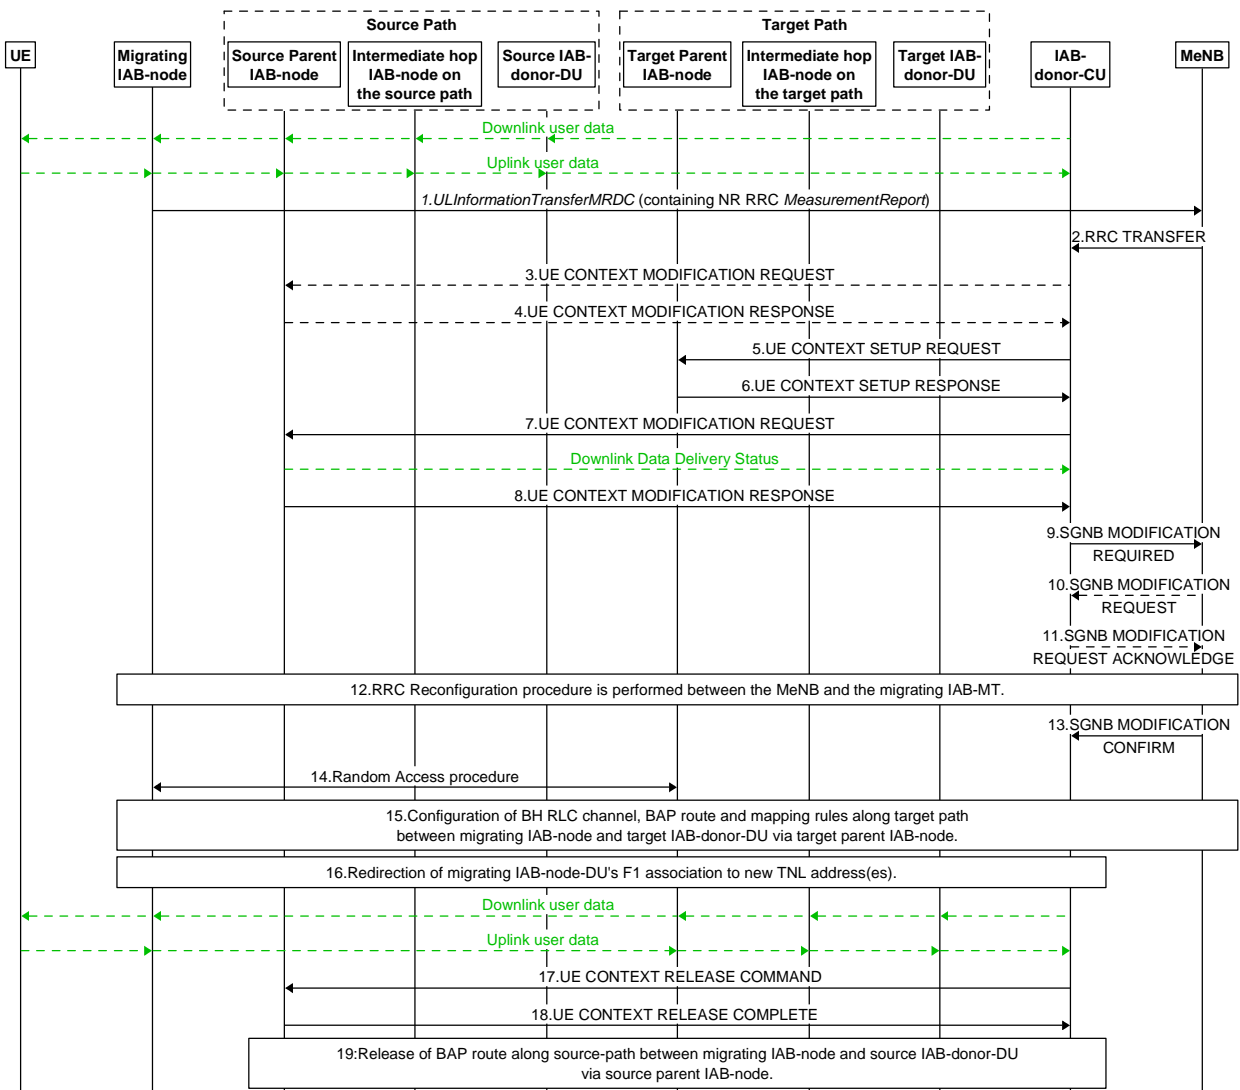 Source Path
Target Path
UE
Migrating
IAB-node
Source Parent
IAB-node
Intermediate hop
IAB-node on
the source path
Source IAB-
donor-DU
Target Parent
IAB-node
Intermediate hop
IAB-node on
the target path
Target IAB-
donor-DU
IAB-
donor-CU
MeNB
Downlink user data
Uplink user data
1.ULInformationTransferMRDC (containing NR RRC MeasurementReport)
2.RRC TRANSFER
3.UE CONTEXT MODIFICATION REQUEST
4.UE CONTEXT MODIFICATION RESPONSE
5.UE CONTEXT SETUP REQUEST
6.UE CONTEXT SETUP RESPONSE
7.UE CONTEXT MODIFICATION REQUEST
Downlink Data Delivery Status
8.UE CONTEXT MODIFICATION RESPONSE
9.SGNB MODIFICATION
REQUIRED
10.SGNB MODIFICATION
REQUEST
11.SGNB MODIFICATION
REQUEST ACKNOWLEDGE
12.RRC Reconfiguration procedure is performed between the MeNB and the migrating IAB-MT.
13.SGNB MODIFICATION
CONFIRM
14.Random Access procedure
15.Configuration of BH RLC channel, BAP route and mapping rules along target path
between migrating IAB-node and target IAB-donor-DU via target parent IAB-node.
16.Redirection of migrating IAB-node-DU's F1 association to new TNL address(es).
Downlink user data
Uplink user data
17.UE CONTEXT RELEASE COMMAND
18.UE CONTEXT RELEASE COMPLETE
19:Release of BAP route along source-path between migrating IAB-node and source IAB-donor-DU
via source parent IAB-node.